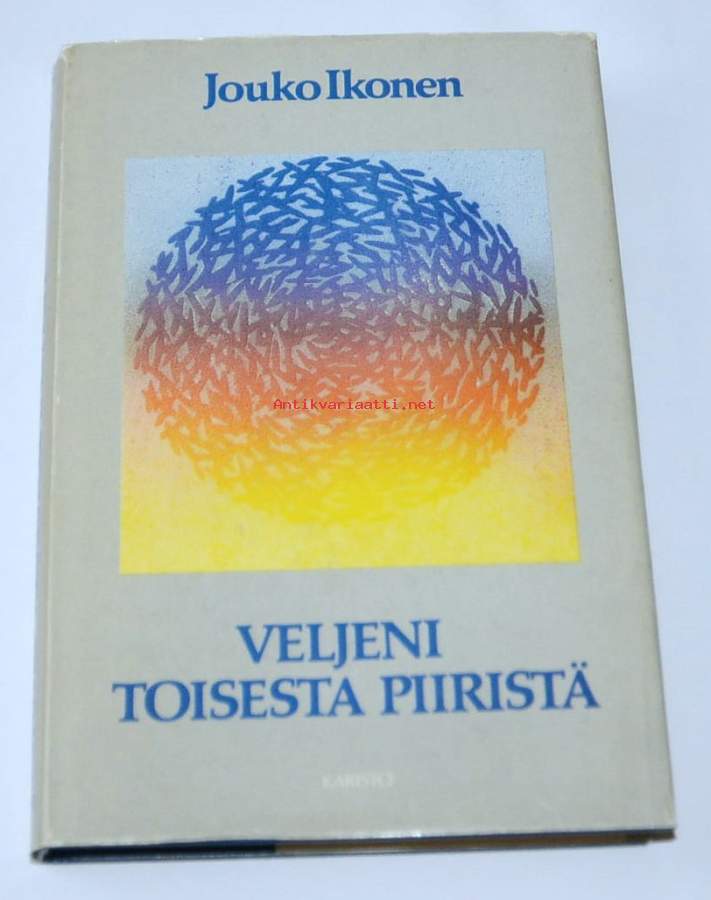 Jouko Ikonen
Antikvariaatti.net
VELJENI
TOISESTA PIIRISTÄ
KARISTO